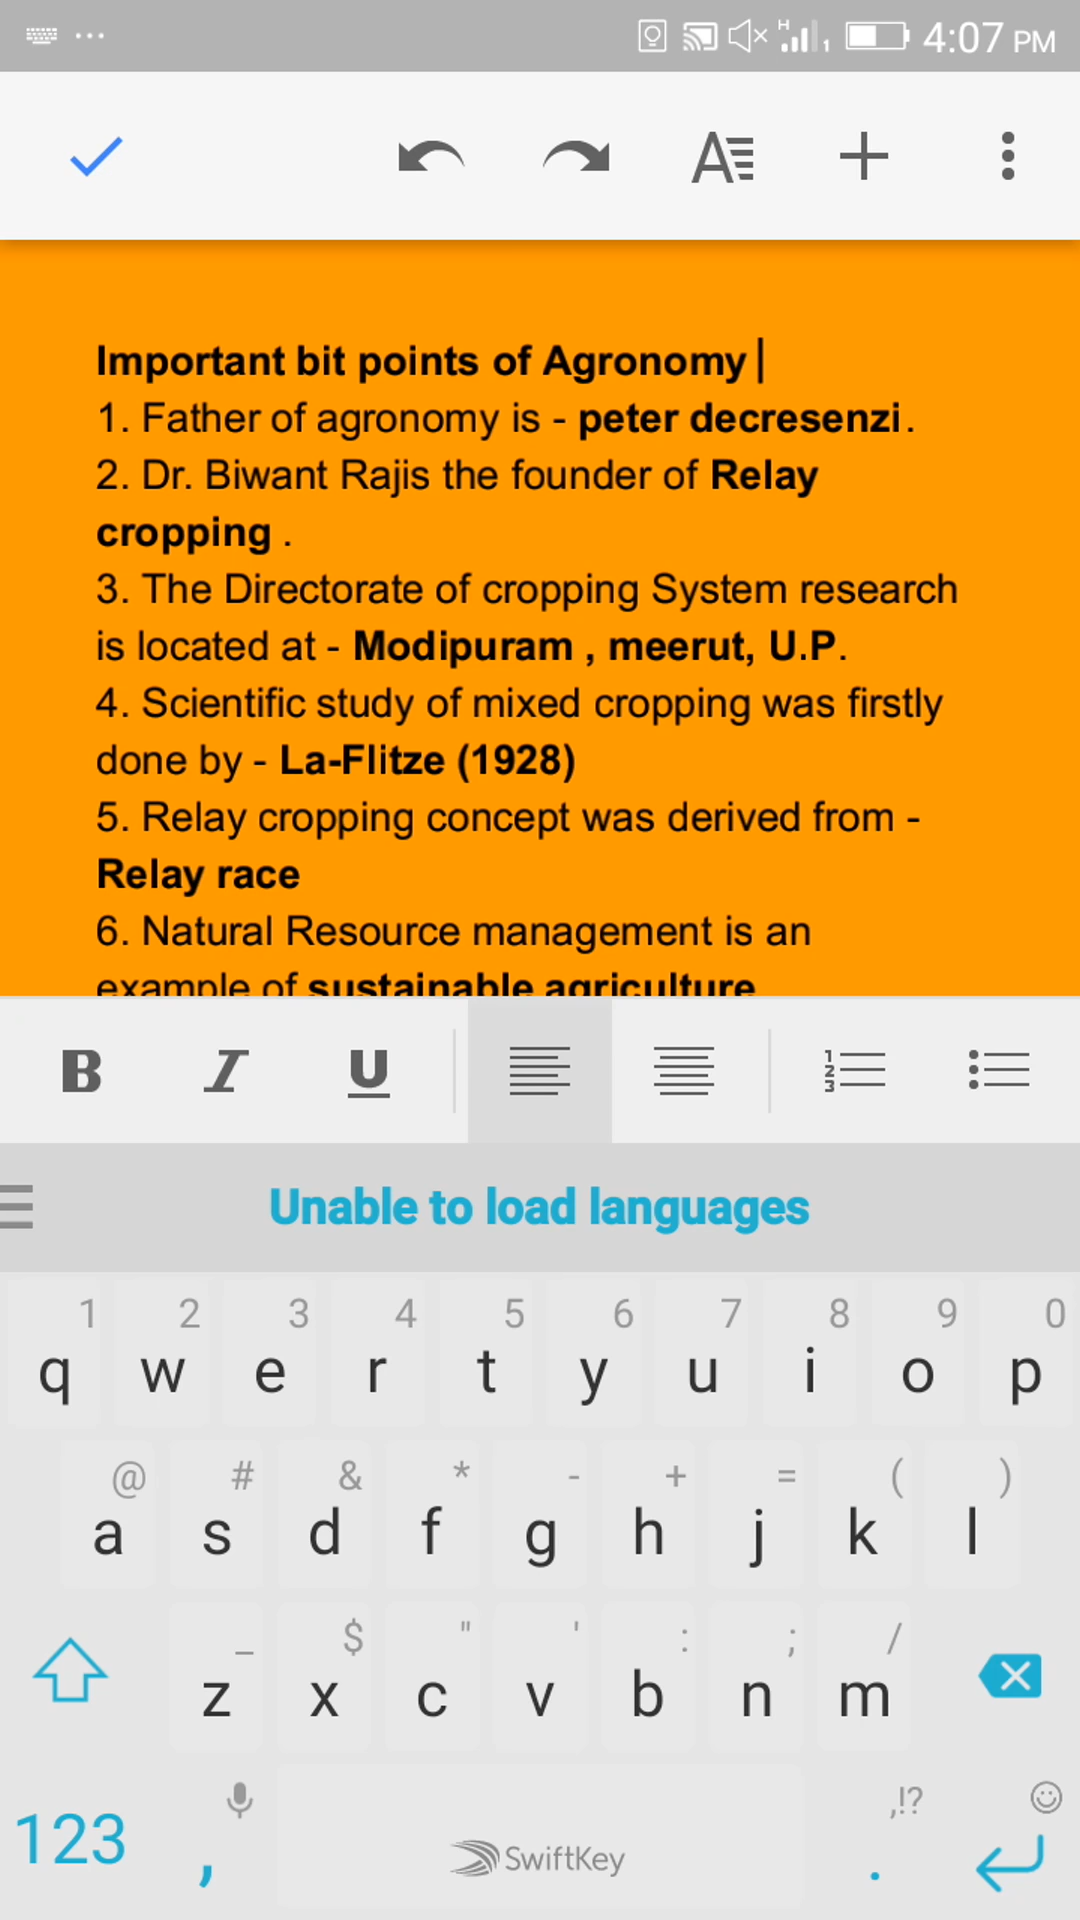 4:07 PM
Important bit points of Agronomy
1. Father of agronomy is - peter decresenzi.
2. Dr. Biwant Rajis the founder of Relay
cropping .
3. The Directorate of cropping System research
is located at - Modipuram , meerut, U.P.
4. Scientific study of mixed cropping was firstly
done by - La-Flitze (1928)
5. Relay cropping concept was derived from -
Relay race
6. Natural Resource management is an
example of sustainable agriculture
B I U
Unable to load languages
1 2 3 4 5 6 7 8 9 0
q w e r t y u i o p
@ # & * - + = ( )
a s d f g h j k l
_ $ " ' : ; /
z x c v b n m
,!?
123 , SwiftKey .